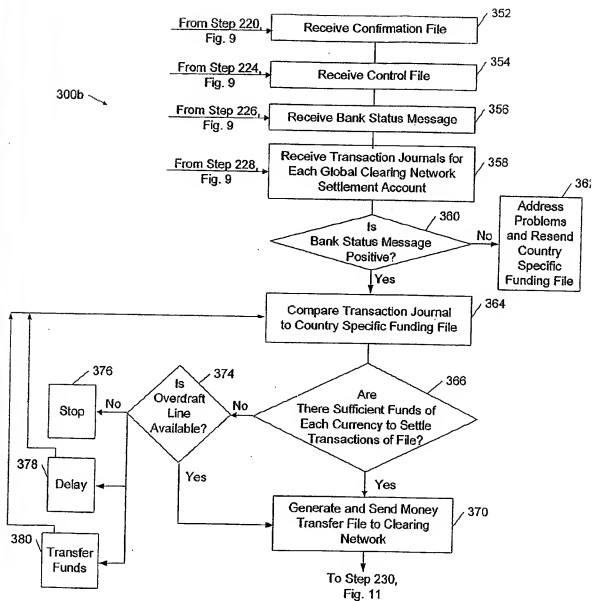 352
From Step 220,
Fig. 9
Receive Confirmation File
354
From Step 224,
Fig. 9
Receive Control File
300b
356
From Step 226,
Fig. 9
Receive Bank Status Message
358
From Step 228,
Fig. 9
Receive Transaction Journals for
Each Global Clearing Network
Settlement Account
360
Is
Bank Status Message
Positive?
No
362
Address
Problems
and Resend
Country
Specific
Funding File
Yes
364
Compare Transaction Journal
to Country Specific Funding File
366
Are
There Sufficient Funds of
Each Currency to Settle
Transactions of File?
No
374
Is
Overdraft
Line
Available?
No
376
Stop
378
Delay
380
Transfer
Funds
Yes
Yes
370
Generate and Send Money
Transfer File to Clearing
Network
To Step 230,
Fig. 11